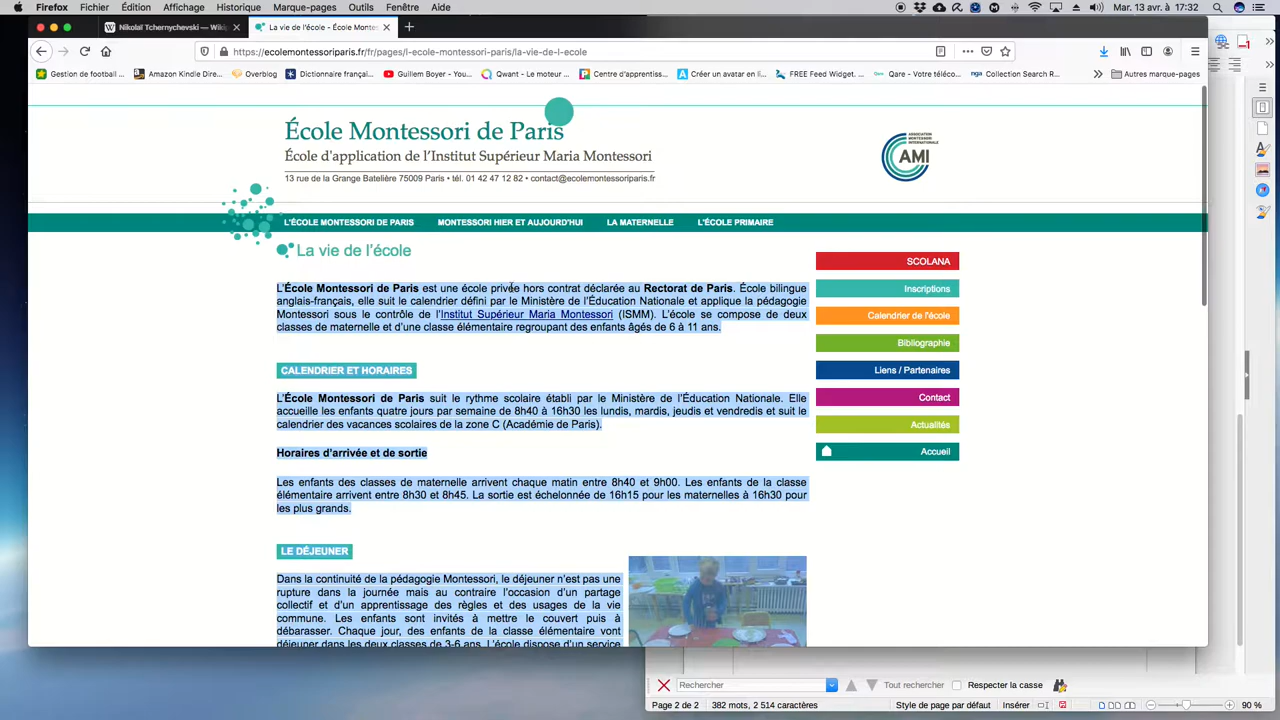 Firefox Fichier Édition Affichage Historique Marque-pages Outils Fenêtre Aide Mar. 13 avr. à 17:32
Nikolaï Tchernychevski — Wiki
La vie de l'école - École Montes
https://ecolemontessoriparis.fr/fr/pages/l-ecole-montessori-paris/la-vie-de-l-ecole
Gestion de football ... Amazon Kindle Dire... Overblog Dictionnaire françai... Guillem Boyer - You... Qwant - Le moteur ... Centre d'apprentiss... Créer un avatar en li... FREE Feed Widget, ... Qare - Votre téléco... Collection Search R... Autres marque-pages
École Montessori de Paris
École d'application de l'Institut Supérieur Maria Montessori
13 rue de la Grange Batelière 75009 Paris • tél. 01 42 47 12 82 • contact@ecolemontessoriparis.fr
ASSOCIATION MONTESSORI INTERNATIONALE
AMI
L'ÉCOLE MONTESSORI DE PARIS MONTESSORI HIER ET AUJOURD'HUI LA MATERNELLE L'ÉCOLE PRIMAIRE
La vie de l'école
L'École Montessori de Paris est une école privée hors contrat déclarée au Rectorat de Paris. École bilingue
anglais-français, elle suit le calendrier défini par le Ministère de l'Éducation Nationale et applique la pédagogie
Montessori sous le contrôle de l'Institut Supérieur Maria Montessori (ISMM). L'école se compose de deux
classes de maternelle et d'une classe élémentaire regroupant des enfants âgés de 6 à 11 ans.
CALENDRIER ET HORAIRES
L'École Montessori de Paris suit le rythme scolaire établi par le Ministère de l'Éducation Nationale. Elle
accueille les enfants quatre jours par semaine de 8h40 à 16h30 les lundis, mardis, jeudis et vendredis et suit le
calendrier des vacances scolaires de la zone C (Académie de Paris).
Horaires d'arrivée et de sortie
Les enfants des classes de maternelle arrivent chaque matin entre 8h40 et 9h00. Les enfants de la classe
élémentaire arrivent entre 8h30 et 8h45. La sortie est échelonnée de 16h15 pour les maternelles à 16h30 pour
les plus grands.
LE DÉJEUNER
Dans la continuité de la pédagogie Montessori, le déjeuner n'est pas une
rupture dans la journée mais au contraire l'occasion d'un partage
collectif et d'un apprentissage des règles et des usages de la vie
commune. Les enfants sont invités à mettre le couvert puis à
débarrasser. Chaque jour, des enfants de la classe élémentaire vont
déjeuner dans les deux classes de 3-6 ans. L'école dispose d'un service
SCOLANA
Inscriptions
Calendrier de l'école
Bibliographie
Liens / Partenaires
Contact
Actualités
Accueil
Rechercher Tout rechercher Respecter la casse
Page 2 de 2 382 mots, 2 514 caractères Style de page par défaut Insérer 90 %